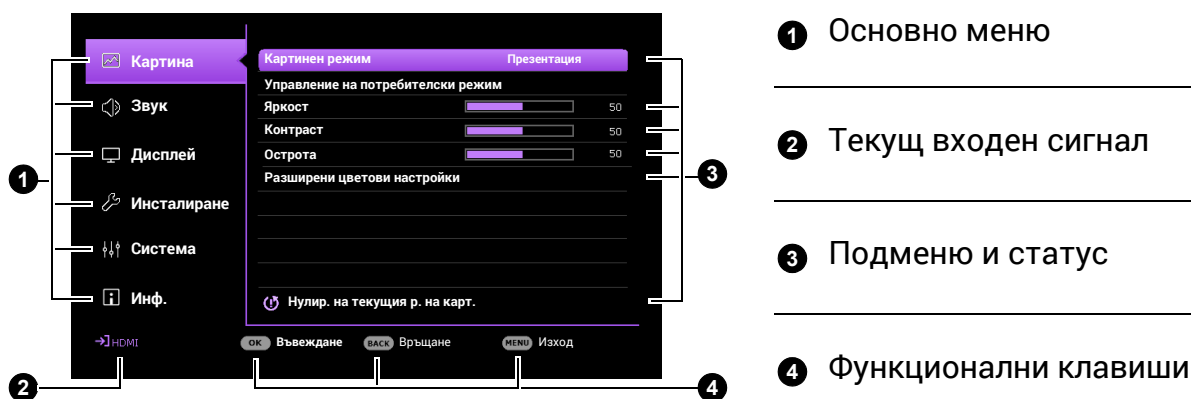 Картина
Звук
Дисплей
Инсталиране
Система
Инф.
Картинен режим Презентация
Управление на потребителски режим
Яркост 50
Контраст 50
Острота 50
Разширени цветови настройки
Нулир. на текущия р. на карт.
HDMI
OK Въвеждане BACK Връщане MENU Изход
1
2
3
4
1 Основно меню
2 Текущ входен сигнал
3 Подменю и статус
4 Функционални клавиши